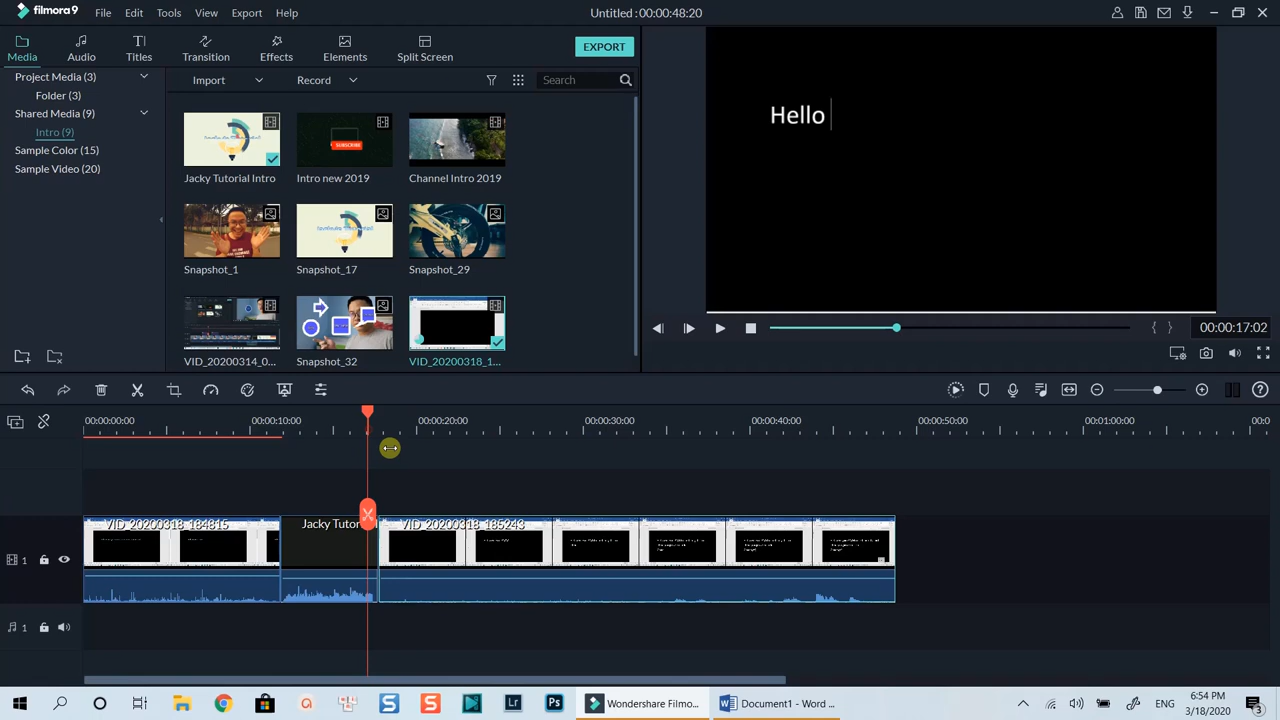 filmora9 File Edit Tools View Export Help Untitled : 00:00:48:20
Media Audio Titles Transition Effects Elements Split Screen EXPORT
Project Media (3)
Folder (3)
Shared Media (9)
Intro (9)
Sample Color (15)
Sample Video (20)
Import Record Search
SUBSCRIBE
Jacky Tutorial Intro Intro new 2019 Channel Intro 2019
Snapshot_1 Snapshot_17 Snapshot_29
VID_20200314_0... Snapshot_32 VID_20200318_1...
Hello
00:00:17:02
00:00:00:00 00:00:10:00 00:00:20:00 00:00:30:00 00:00:40:00 00:00:50:00 00:01:00:00 00:0
VID_20200318_184815 Jacky Tutori VID_20200318_185243
1
1
Wondershare Filmo... Document1 - Word ... ENG 6:54 PM
3/18/2020 3